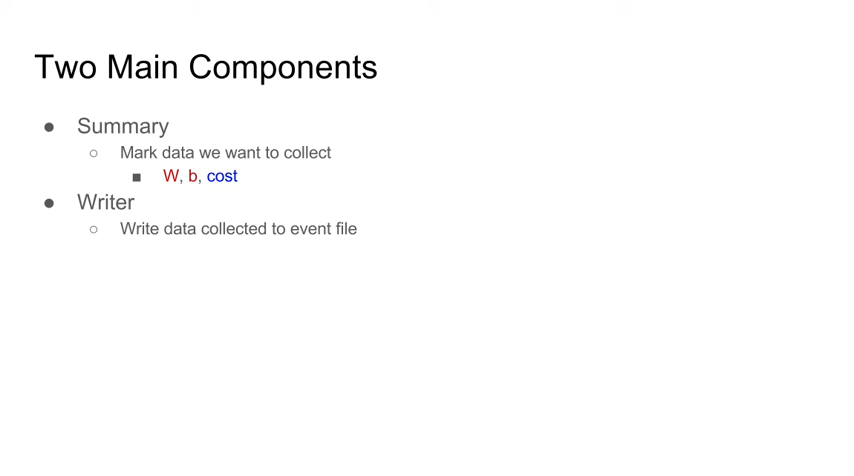 Two Main Components
● Summary
○ Mark data we want to collect
■ W, b, cost
● Writer
○ Write data collected to event file